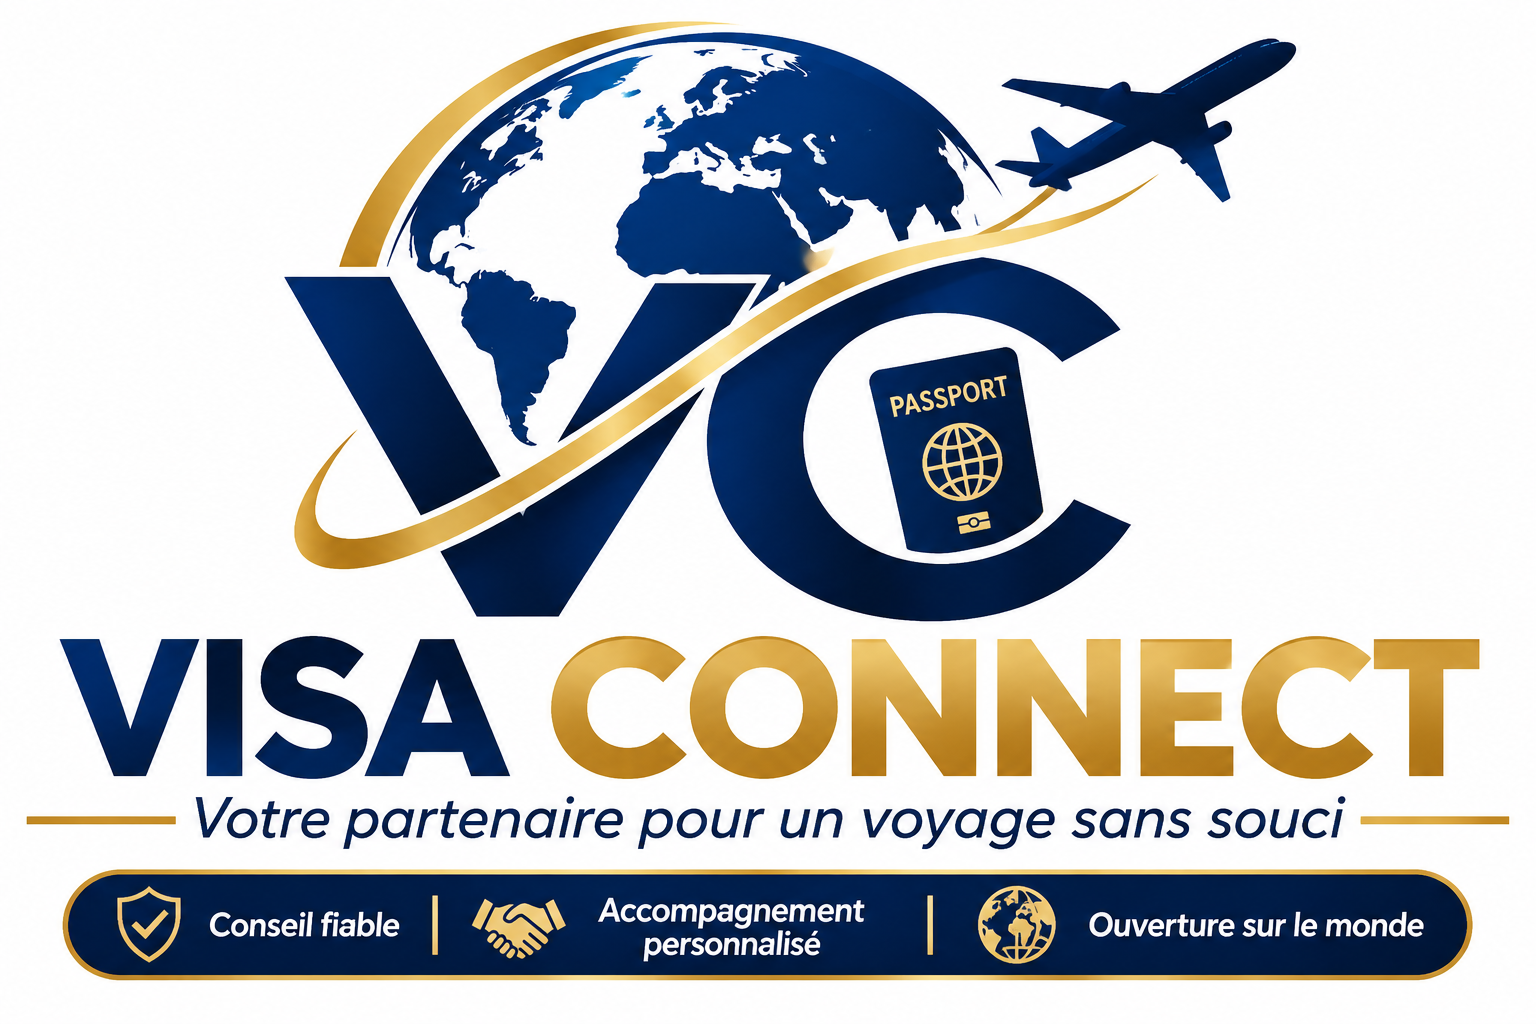 VC
PASSPORT
VISA CONNECT
Votre partenaire pour un voyage sans souci
Conseil fiable
Accompagnement
personnalisé
Ouverture sur le monde